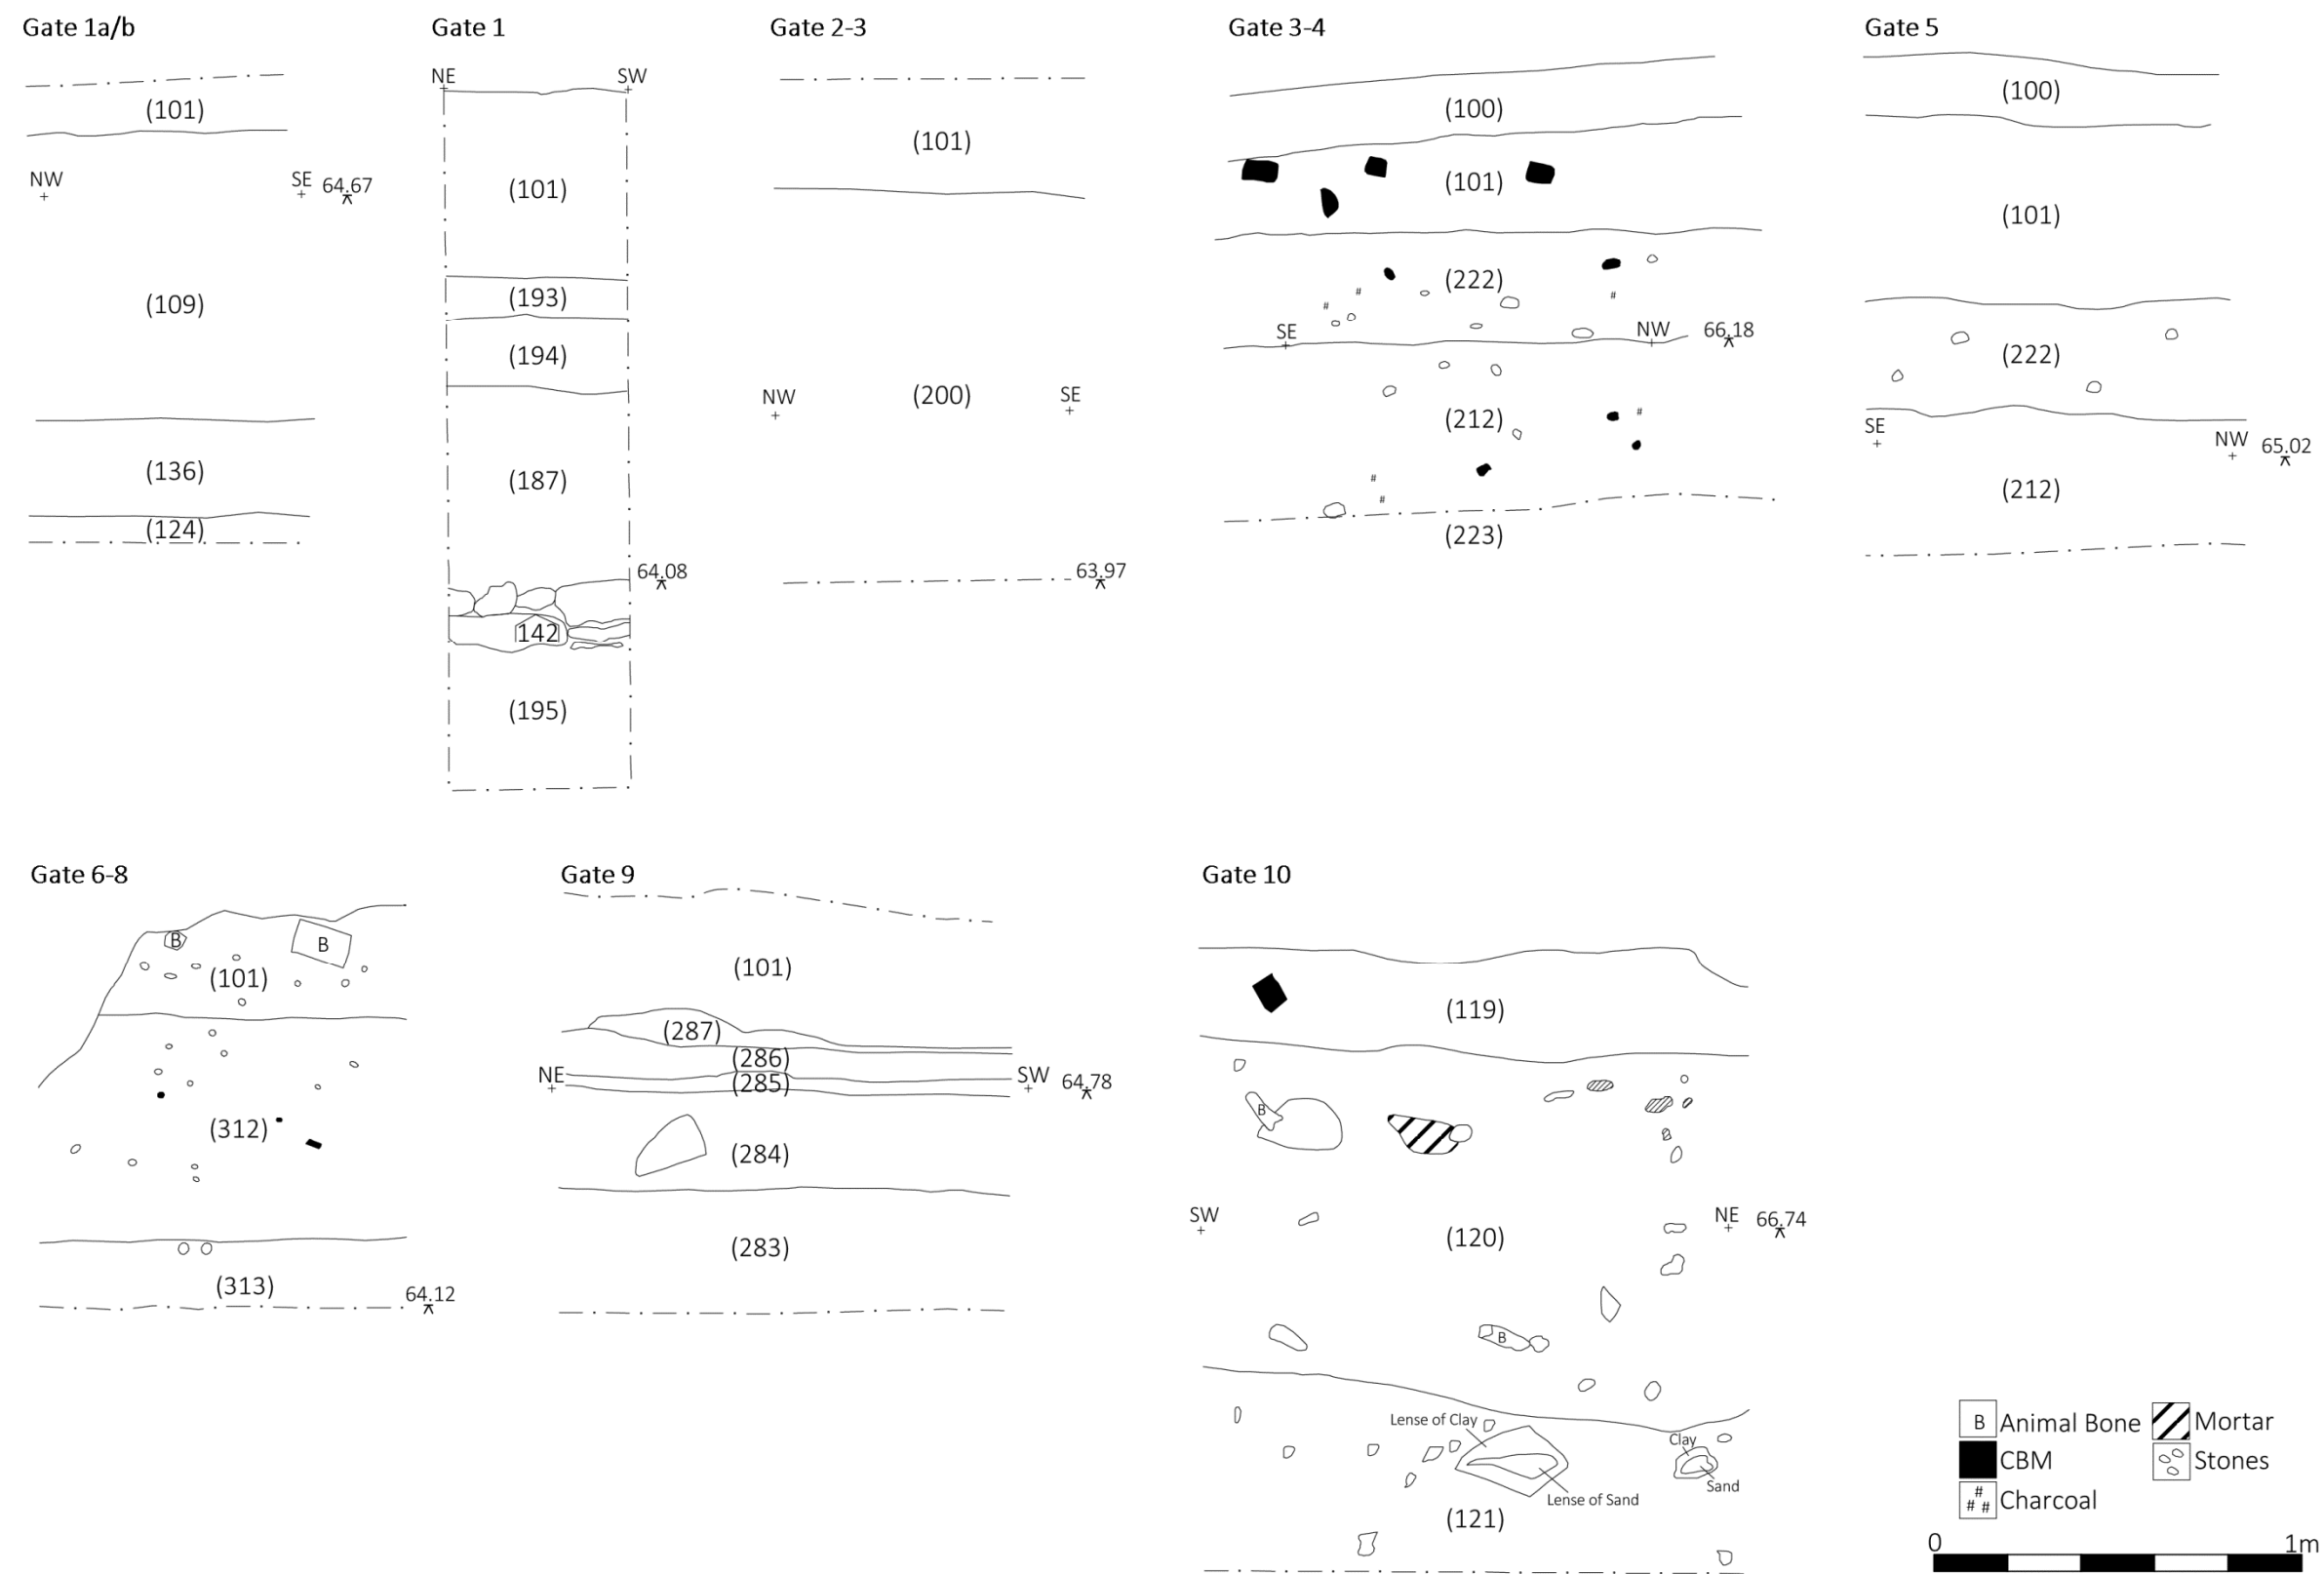 Gate 1a/b
(101)
NW
SE 64.67
(109)
(136)
(124)
Gate 1
NE
SW
(101)
(193)
(194)
(187)
64.08
142
(195)
Gate 2-3
(101)
NW
(200)
SE
63.97
Gate 3-4
(100)
(101)
(222)
SE
NW
66.18
(212)
(223)
Gate 5
(100)
(101)
(222)
SE
NW 65.02
(212)
Gate 6-8
B
B
(101)
(312)
(313)
64.12
Gate 9
(101)
(287)
(286)
NE
(285)
SW 64.78
(284)
(283)
Gate 10
(119)
B
SW
(120)
NE 66.74
B
Lense of Clay
Clay
Sand
Lense of Sand
(121)
B Animal Bone
Mortar
CBM
Stones
# # # Charcoal
0 1m